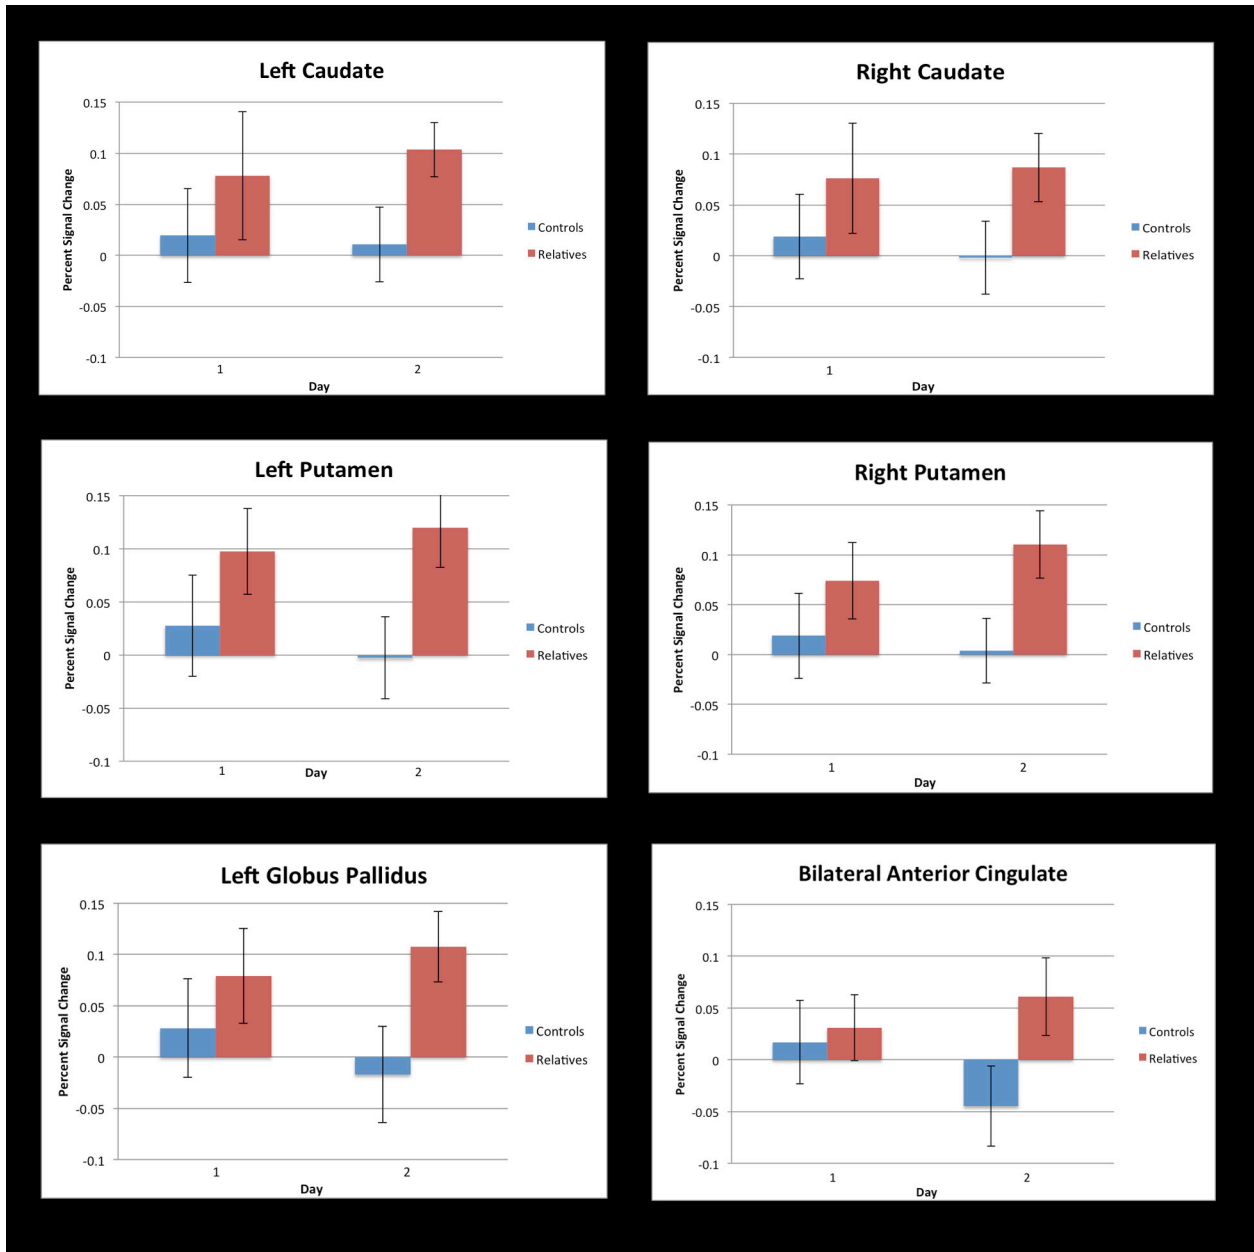 Left Caudate
0.15
0.1
0.05
0
-0.05
-0.1
Percent Signal Change
1 2
Day
Controls
Relatives
Right Caudate
0.15
0.1
0.05
0
-0.05
-0.1
Percent Signal Change
1
Day
Controls
Relatives
Left Putamen
0.15
0.1
0.05
0
-0.05
-0.1
Percent Signal Change
1 Day 2
Controls
Relatives
Right Putamen
0.15
0.1
0.05
0
-0.05
-0.1
Percent Signal Change
1 2
Day
Controls
Relatives
Left Globus Pallidus
0.15
0.1
0.05
0
-0.05
-0.1
Percent Signal Change
1 2
Day
Controls
Relatives
Bilateral Anterior Cingulate
0.15
0.1
0.05
0
-0.05
-0.1
Percent Signal Change
1 2
Day
Controls
Relatives